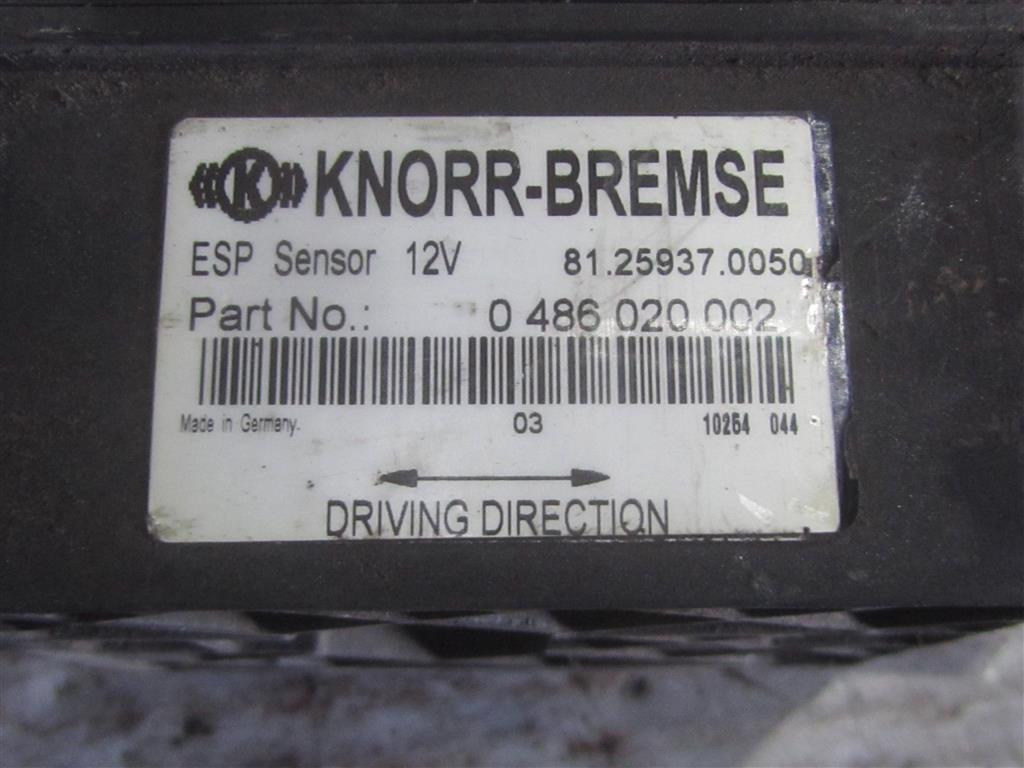 K KNORR-BREMSE
ESP Sensor 12V 81.25937.0050
Part No.: 0 486 020 002
Made in Germany. 03 10264 044
DRIVING DIRECTION